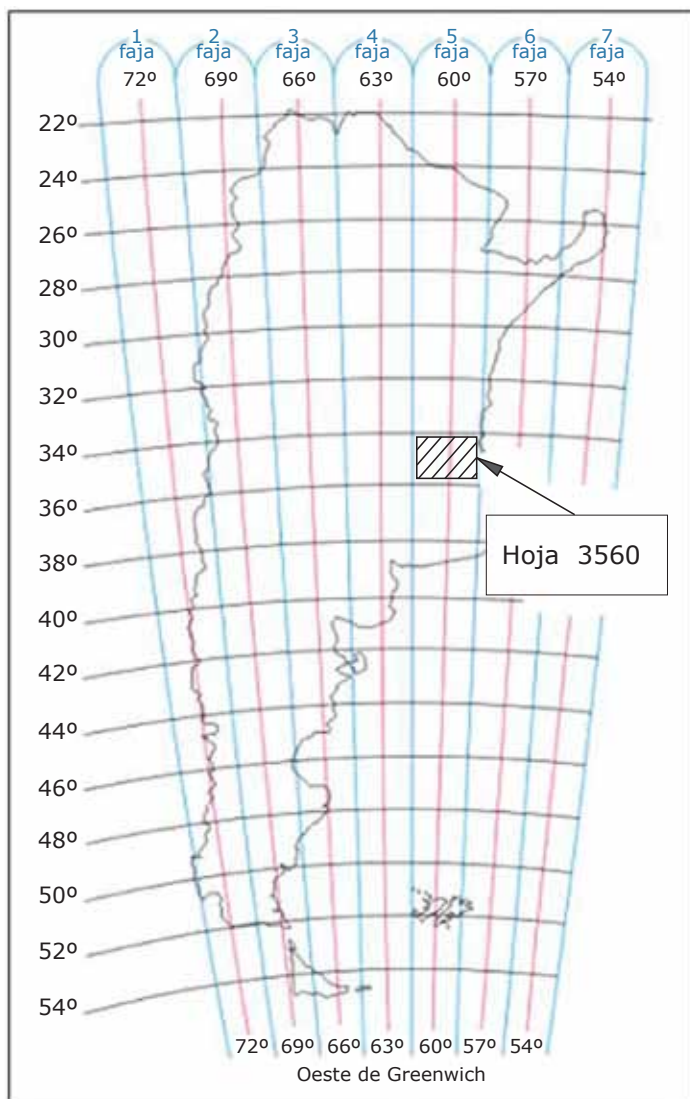 1 2 3 4 5 6 7
faja faja faja faja faja faja faja
72º 69º 66º 63º 60º 57º 54º
22º
24º
26º
28º
30º
32º
34º
36º
Hoja 3560
38º
40º
42º
44º
46º
48º
50º
52º
54º
72º 69º 66º 63º 60º 57º 54º
Oeste de Greenwich